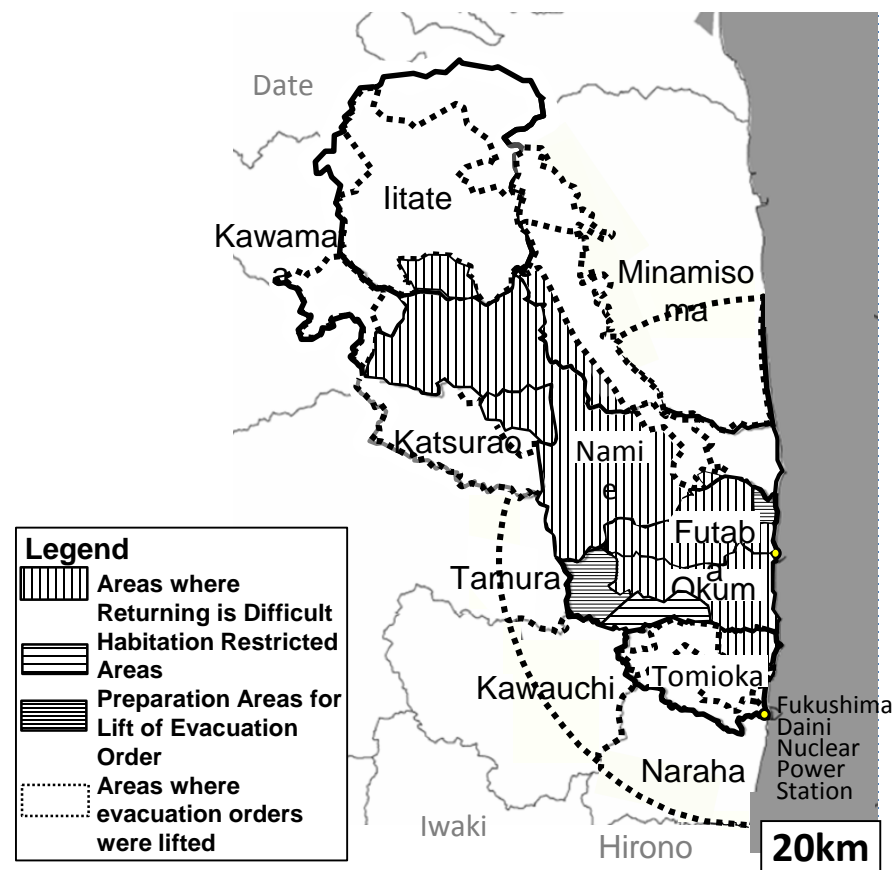 Date
Iitate
Kawama
a
Minamiso
ma
Katsurao
Nami
e
Futab
a
Okum
Tamura
Tomioka
Kawauchi
Fukushima
Daini
Nuclear
Power
Station
Naraha
Iwaki
Hirono
20km
Legend
Areas where
Returning is Difficult
Habitation Restricted
Areas
Preparation Areas for
Lift of Evacuation
Order
Areas where
evacuation orders
were lifted